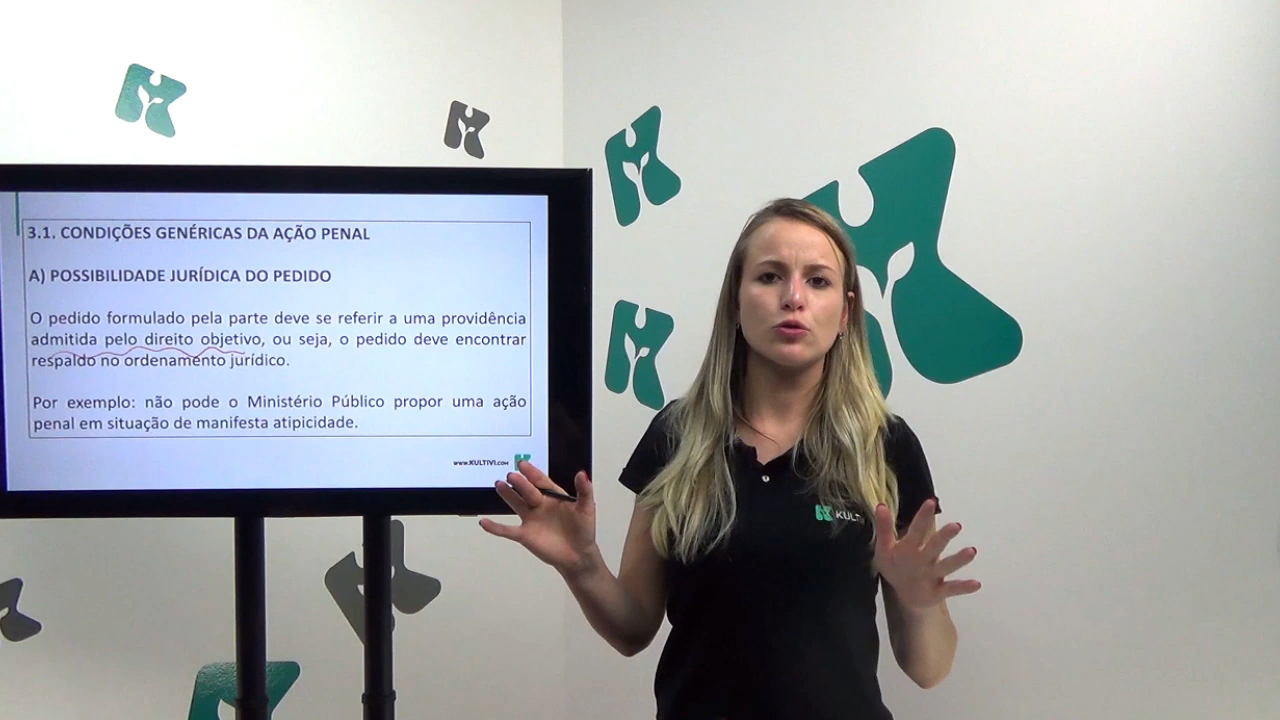 3.1. CONDIÇÕES GENÉRICAS DA AÇÃO PENAL
A) POSSIBILIDADE JURÍDICA DO PEDIDO
O pedido formulado pela parte deve se referir a uma providência
admitida pelo direito objetivo, ou seja, o pedido deve encontrar
respaldo no ordenamento jurídico.
Por exemplo: não pode o Ministério Público propor uma ação
penal em situação de manifesta atipicidade.
www.KULTIVI.COM
KULTI